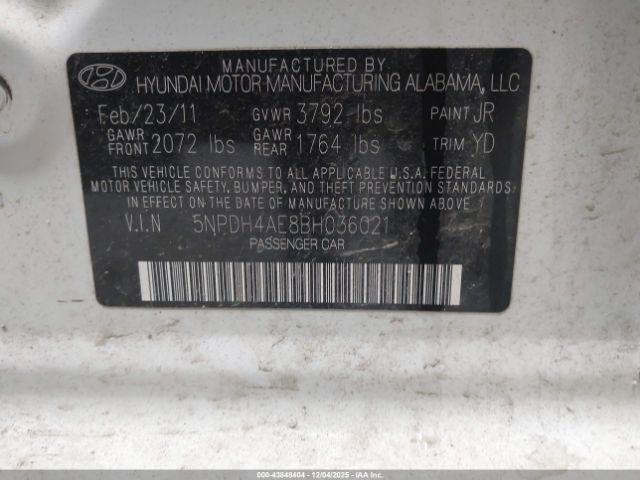 MANUFACTURED BY
HYUNDAI MOTOR MANUFACTURING ALABAMA, LLC
Feb/23/11 GVWR 3792 lbs PAINT JR
GAWR FRONT 2072 lbs GAWR REAR 1764 lbs TRIM YD
THIS VEHICLE CONFORMS TO ALL APPLICABLE U.S.A. FEDERAL
MOTOR VEHICLE SAFETY, BUMPER, AND THEFT PREVENTION
STANDARDS IN EFFECT ON THE DATE OF MANUFACTURE SHOWN
ABOVE
V.I.N 5NPDH4AE8BH036021
PASSENGER CAR
000-43848404 • 12/04/2025 • IAAI.COM